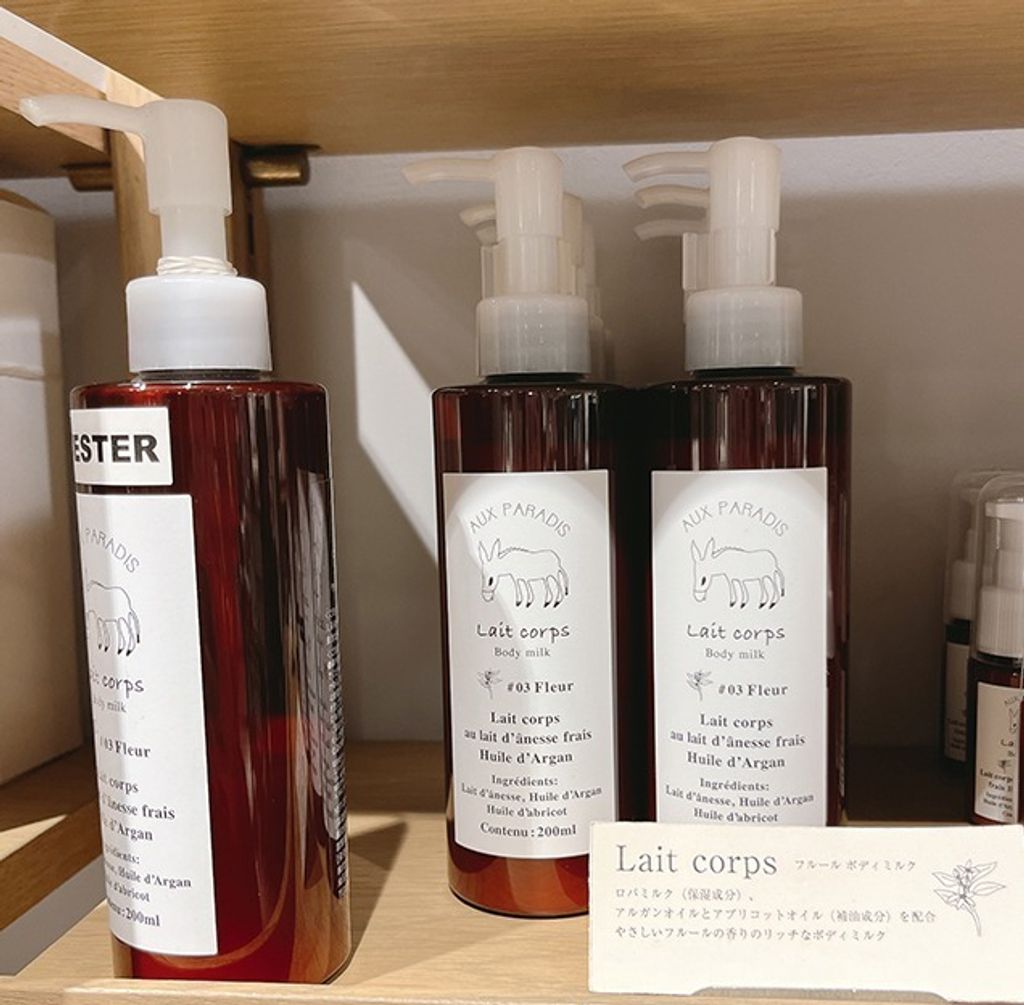 ESTER
PARADIS
corps
milk
#03 Fleur
corps
d'ânesse frais
d'Argan
Huile d'Argan
d'abricot
Contenu: 200ml
AUX PARADIS
Lait corps
Body milk
#03 Fleur
Lait corps
au lait d'ânesse frais
Huile d'Argan
Ingrédients:
Lait d'ânesse, Huile d'Argan
Huile d'abricot
Contenu: 200ml
AUX PARADIS
Lait corps
Body milk
#03 Fleur
Lait corps
au lait d'ânesse frais
Huile d'Argan
Ingrédients:
Lait d'ânesse, Huile d'Argan
Huile d'abricot
Lait corps フルール ボディミルク
ロバミルク（保湿成分）、
アルガンオイルとアプリコットオイル（補油成分）を配合
やさしいフルールの香りのリッチなボディミルク